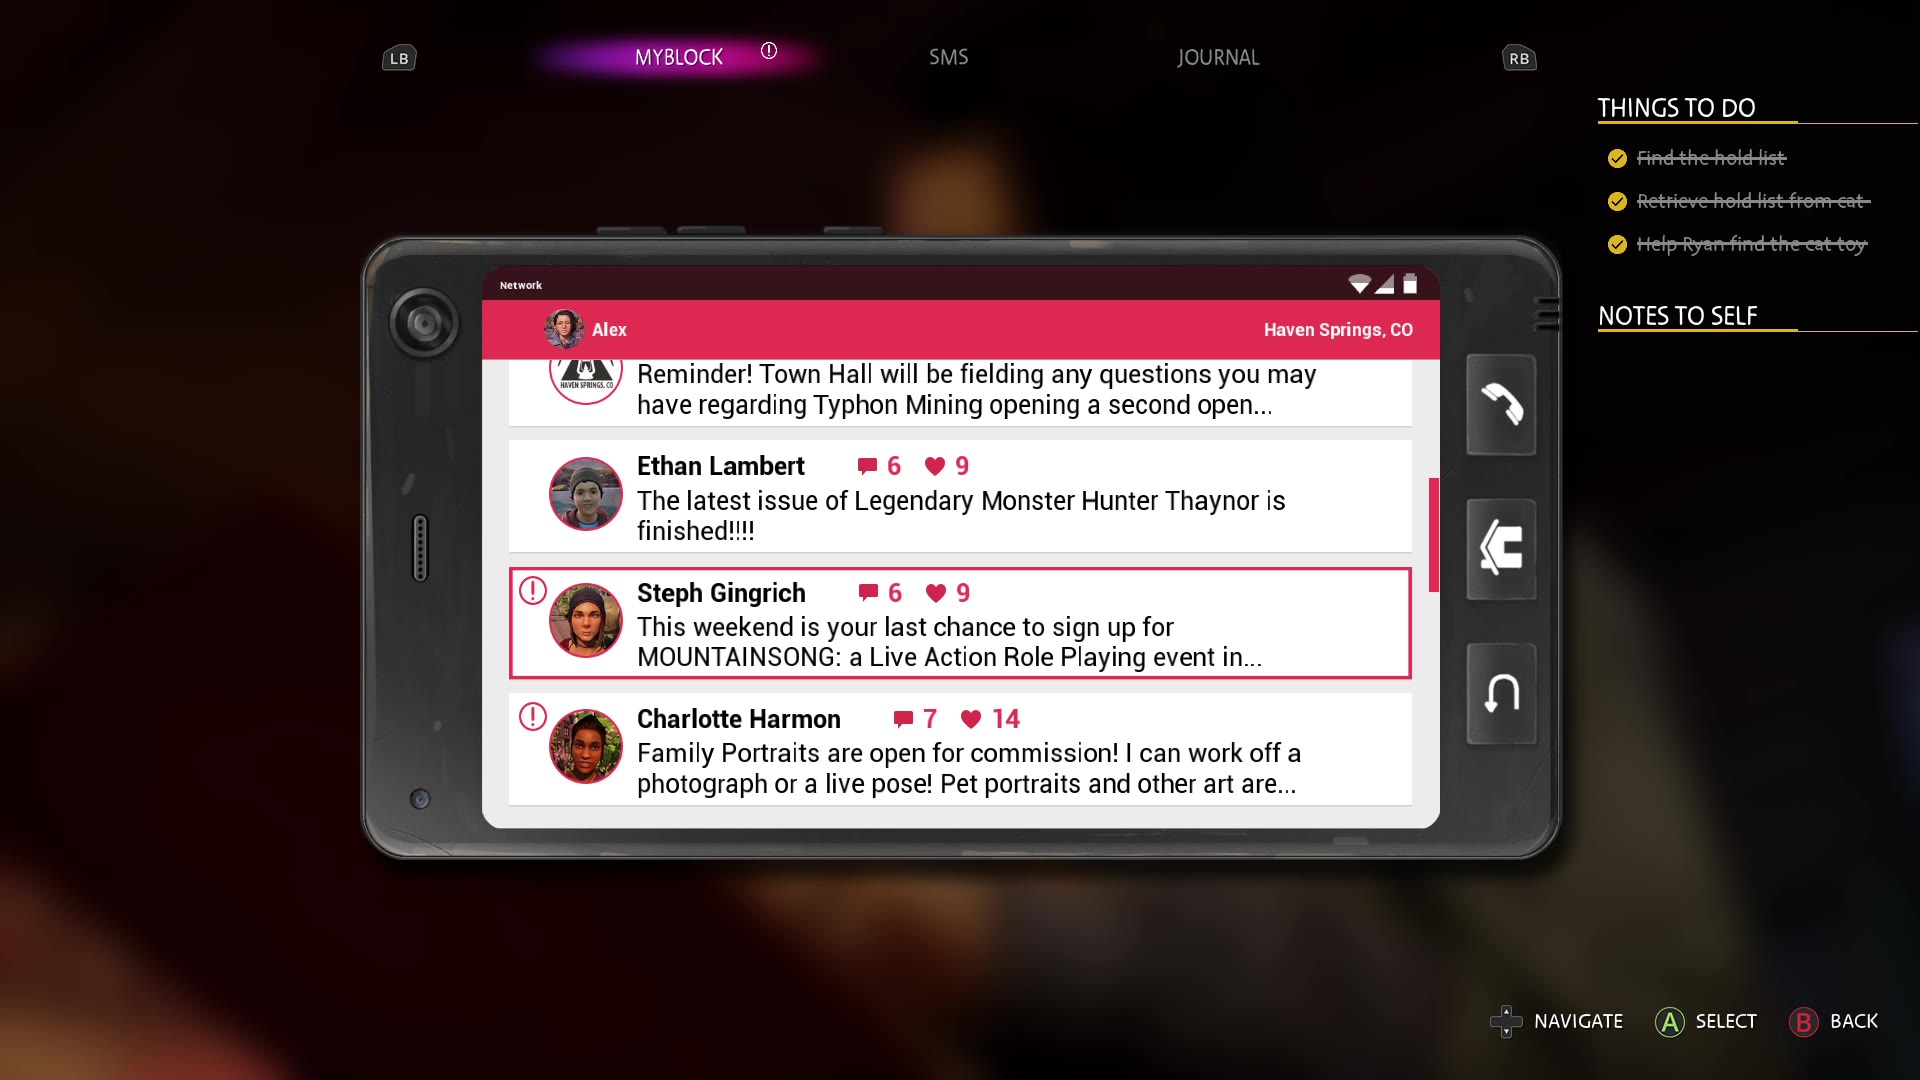 LB
MYBLOCK
SMS
JOURNAL
RB
THINGS TO DO
Find the hold list
Retrieve hold list from cat
Help Ryan find the cat toy
NOTES TO SELF
Network
Alex
Haven Springs, CO
HAVEN SPRINGS, CO
Reminder! Town Hall will be fielding any questions you may
have regarding Typhon Mining opening a second open...
Ethan Lambert 6 9
The latest issue of Legendary Monster Hunter Thaynor is
finished!!!!
Steph Gingrich 6 9
This weekend is your last chance to sign up for
MOUNTAINSONG: a Live Action Role Playing event in...
Charlotte Harmon 7 14
Family Portraits are open for commission! I can work off a
photograph or a live pose! Pet portraits and other art are...
NAVIGATE
A SELECT
B BACK